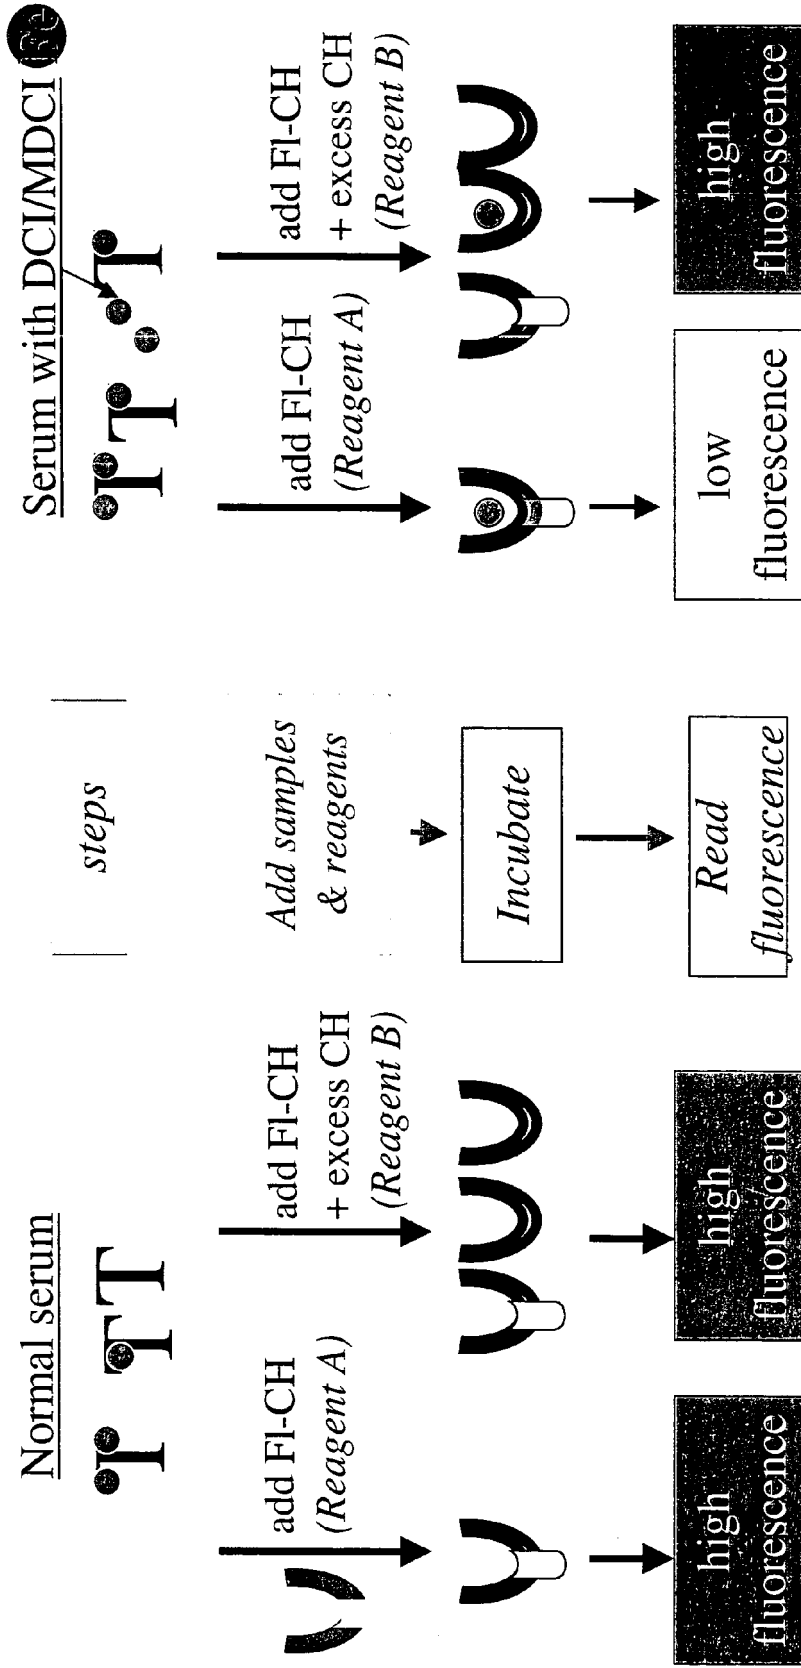 Normal serum
T T T
add Fl-CH
(Reagent A)
add Fl-CH
+ excess CH
(Reagent B)
high
fluorescence
high
fluorescence
steps
Add samples
& reagents
Incubate
Read
fluorescence
Serum with DCI/MDCI
Fe
T T T
add Fl-CH
(Reagent A)
add Fl-CH
+ excess CH
(Reagent B)
low
fluorescence
high
fluorescence